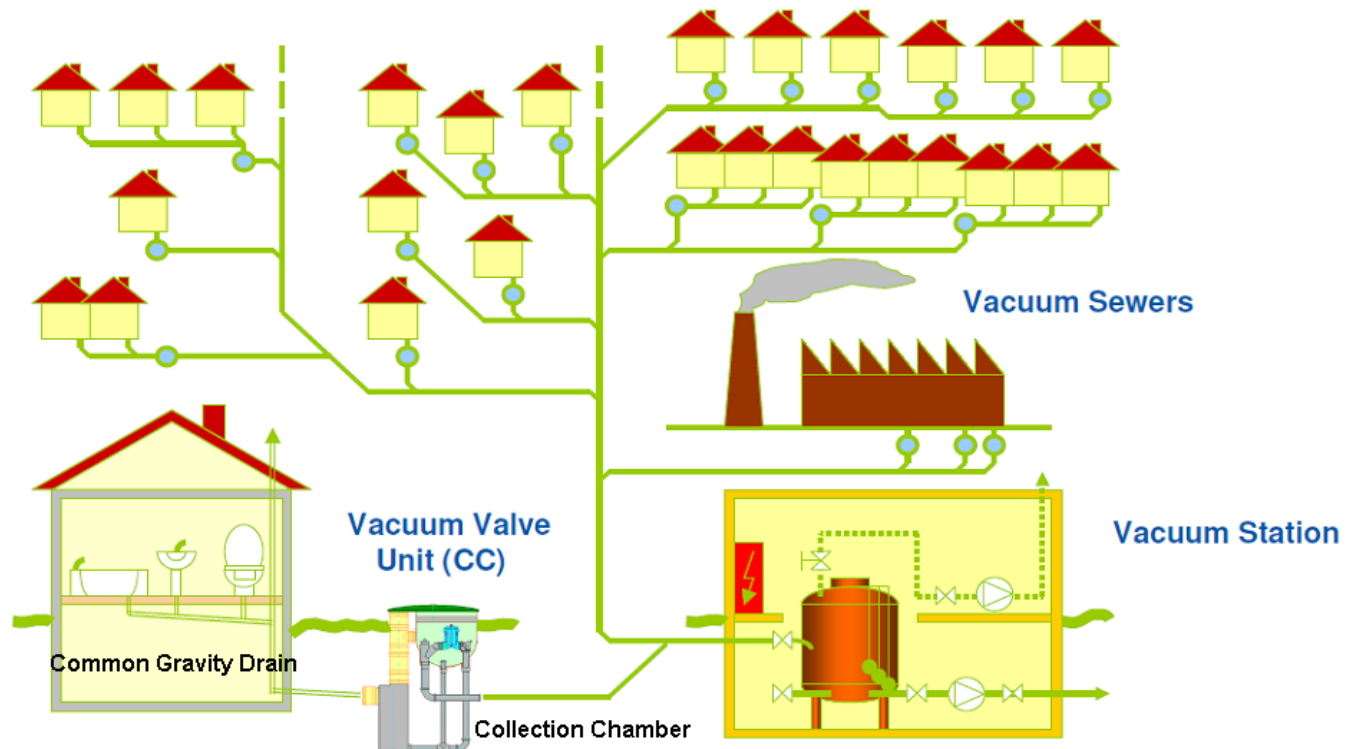 Vacuum Sewers
Vacuum Valve
Unit (CC)
Vacuum Station
Common Gravity Drain
Collection Chamber